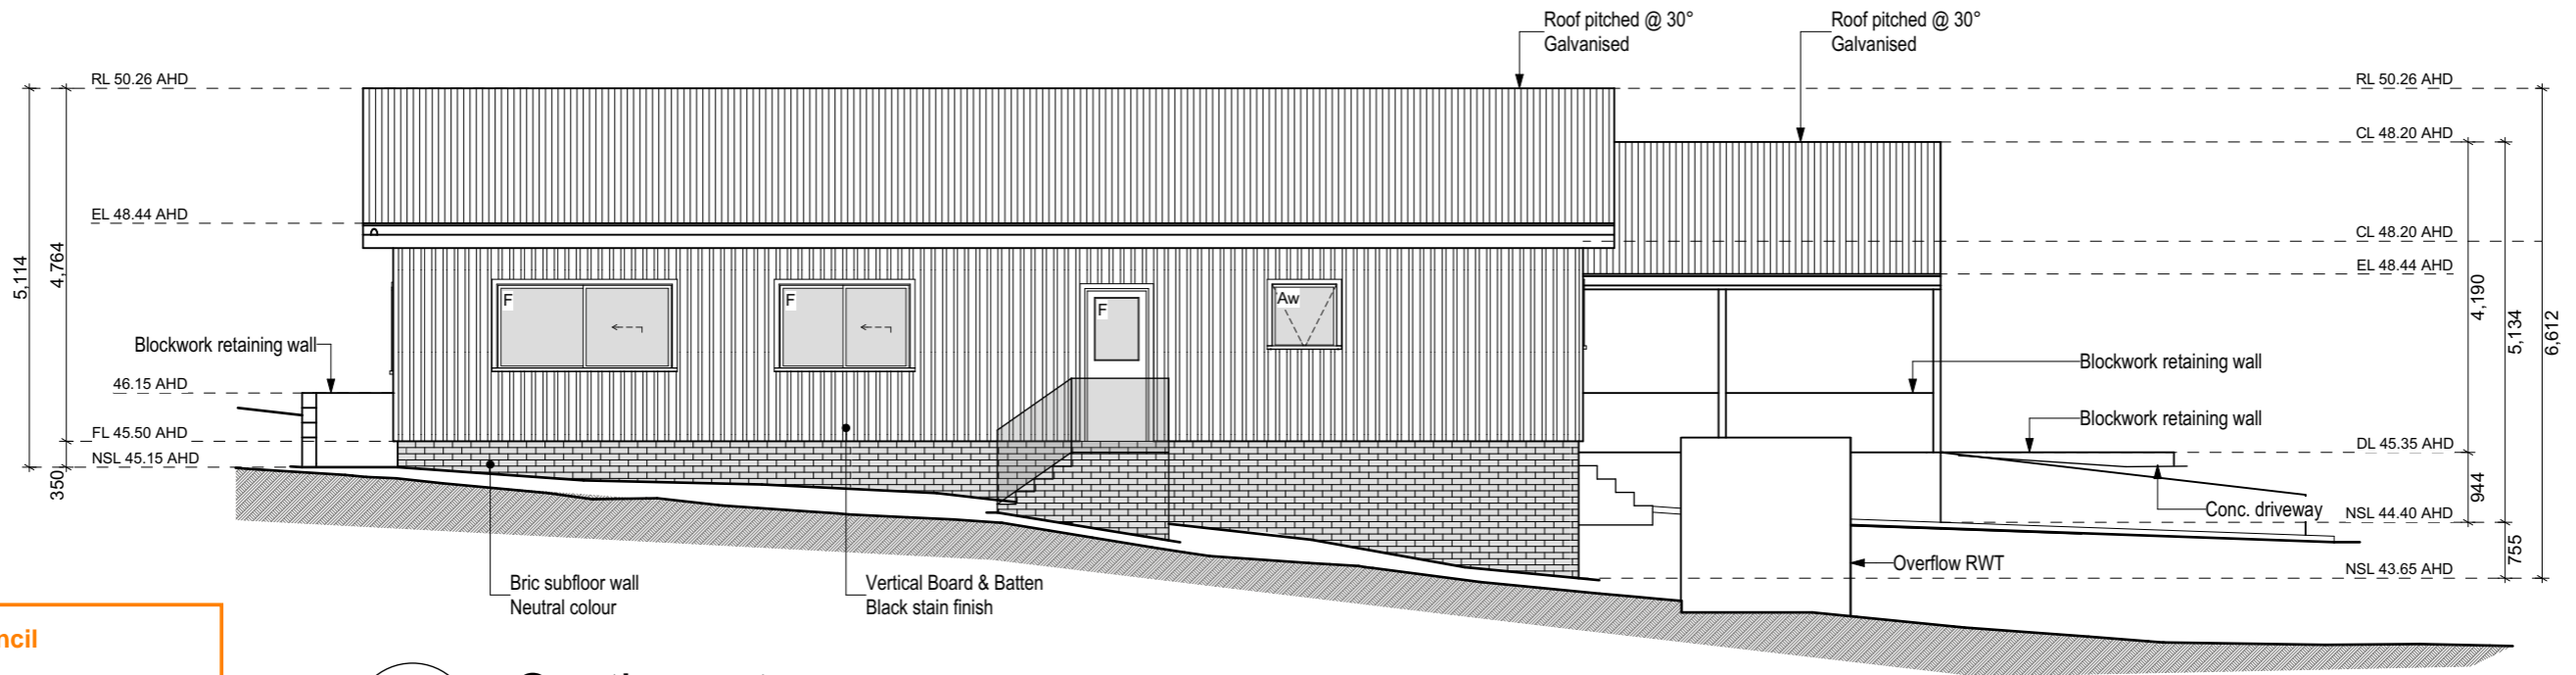 Roof pitched @ 30°
Galvanised
Roof pitched @ 30°
Galvanised
RL 50.26 AHD
RL 50.26 AHD
CL 48.20 AHD
EL 48.44 AHD
CL 48.20 AHD
EL 48.44 AHD
5,114
4,764
4,190
5,134
6,612
F
F
F
Aw
Blockwork retaining wall
Blockwork retaining wall
46.15 AHD
Blockwork retaining wall
FL 45.50 AHD
DL 45.35 AHD
NSL 45.15 AHD
350
944
Conc. driveway
NSL 44.40 AHD
755
Overflow RWT
NSL 43.65 AHD
Bric subfloor wall
Neutral colour
Vertical Board & Batten
Black stain finish